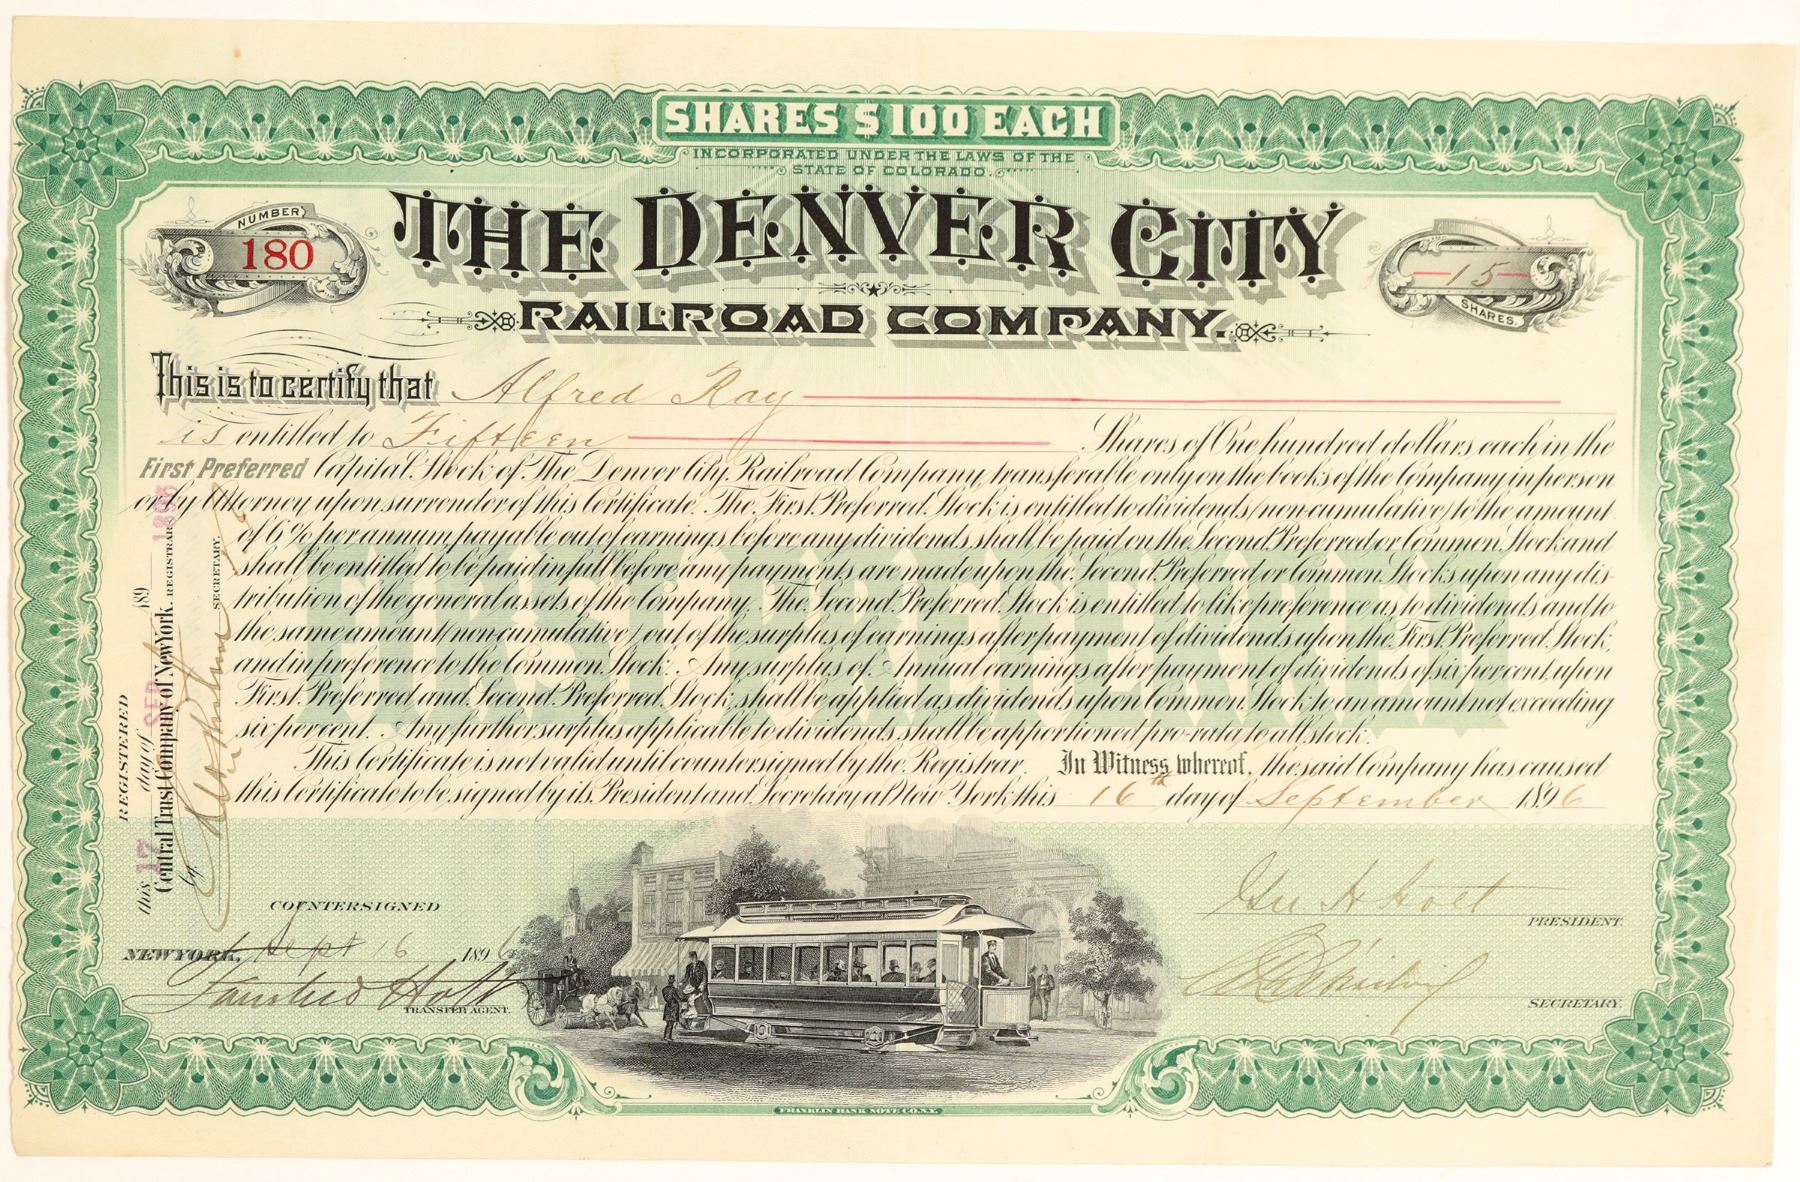 SHARES $100 EACH
INCORPORATED UNDER THE LAWS OF THE
STATE OF COLORADO.
NUMBER
180
THE DENVER CITY
15
SHARES.
RAILROAD COMPANY.
This is to certify that Alfred Ray
is entitled to Fifteen Shares of One hundred dollars each in the
First Preferred Capital Stock of The Denver City Railroad Company, transferable only on the books of the Company in person
or by Attorney upon surrender of this Certificate. The First Preferred Stock is entitled to dividends (non-cumulative) to the amount
of 6% per annum, payable out of earnings before any dividends shall be paid on the Second Preferred or Common Stock and
shall be entitled to be paid in full before any payments are made upon the Second Preferred or Common Stocks upon any dis-
tribution of the general assets of the Company. The Second Preferred Stock is entitled to like preference as to dividends and to
the same amount (non-cumulative) out of the surplus of earnings after payment of dividends upon the First Preferred Stock,
and in preference to the Common Stock. Any surplus of Annual earnings after payment of dividends of six per cent upon
First Preferred and Second Preferred Stock, shall be applied as dividends upon Common Stock to an amount not exceeding
six per cent. Any further surplus applicable to dividends shall be apportioned pro-rata to all stock.
This Certificate is not valid until countersigned by the Registrar. In Witness whereof, the said Company has caused
this Certificate to be signed by its President and Secretary at New York this 16th day of September 1896
FIRST PREFERRED
REGISTERED
this 17 day of SEP 189
1896
Central Trust Company of New York. REGISTRAR
by
SECRETARY.
COUNTERSIGNED
NEW YORK, Sept 16 1896
Holt
TRANSFER AGENT.
Geo H Holt
PRESIDENT.
SECRETARY.
FRANKLIN BANK NOTE CO. N.Y.